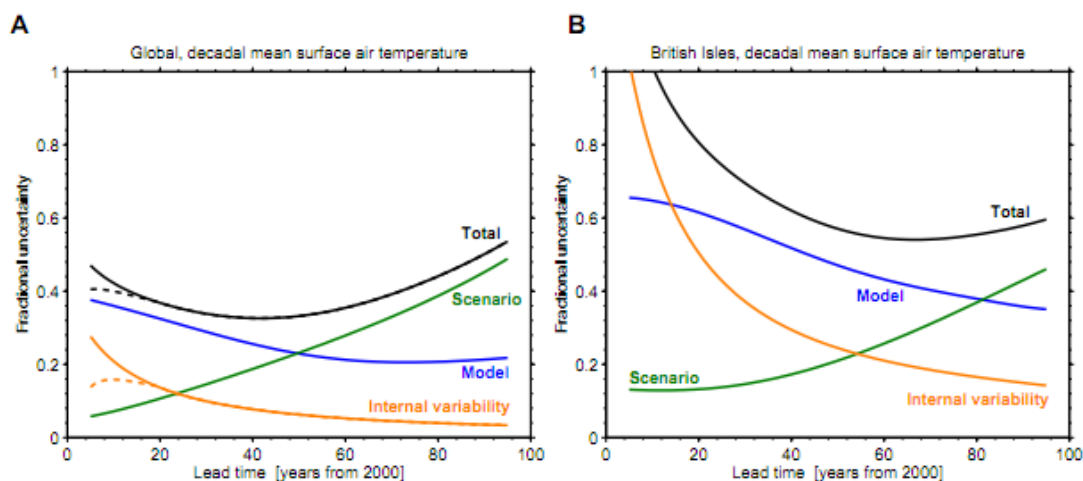 A
Global, decadal mean surface air temperature
Fractional uncertainty
1
0.8
0.6
0.4
0.2
0
Total
Scenario
Model
Internal variability
0 20 40 60 80 100
Lead time [years from 2000]
B
British Isles, decadal mean surface air temperature
Fractional uncertainty
1
0.8
0.6
0.4
0.2
0
Total
Model
Scenario
Internal variability
0 20 40 60 80 100
Lead time [years from 2000]